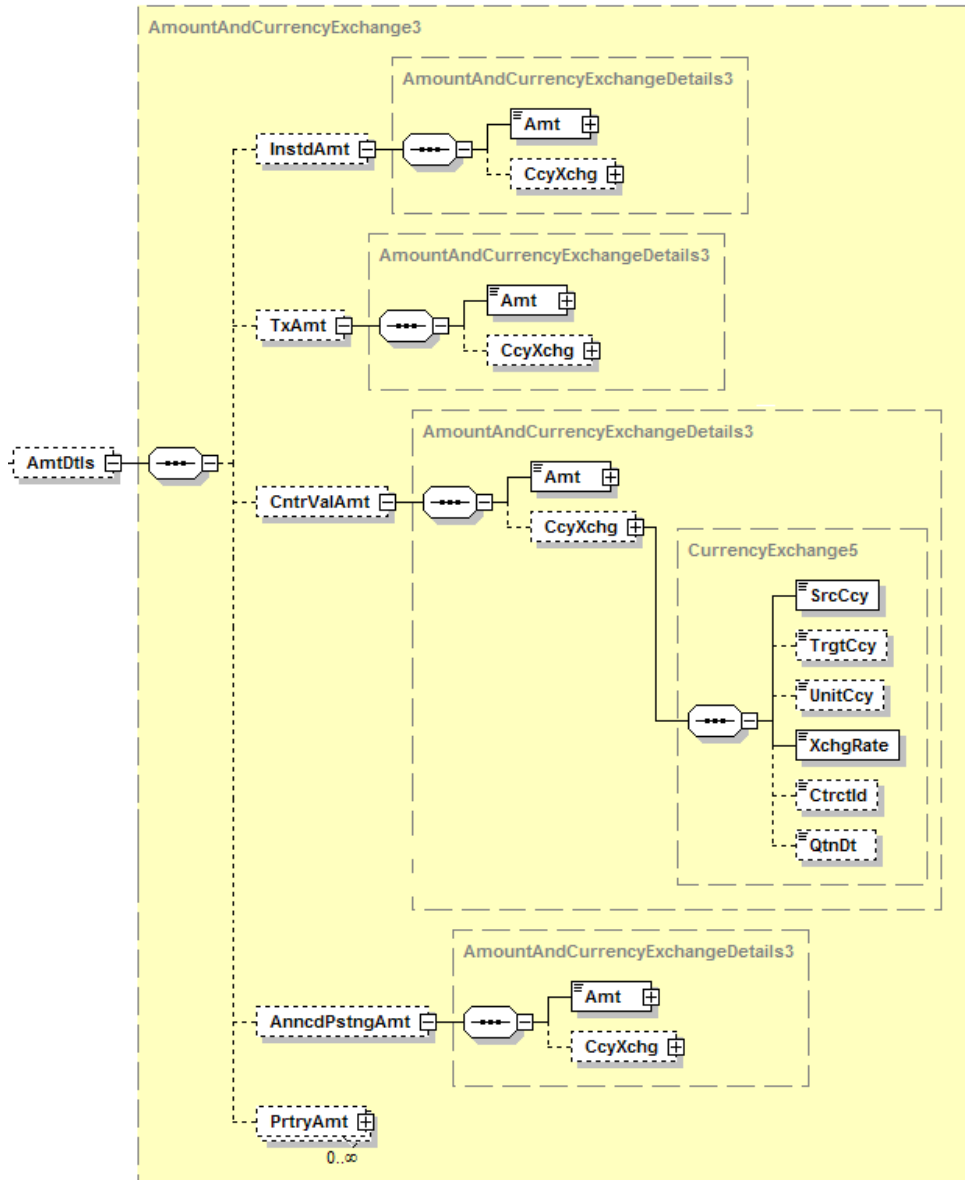 AmountAndCurrencyExchange3
AmountAndCurrencyExchangeDetails3
Amt
InstdAmt
CcyXchg
AmountAndCurrencyExchangeDetails3
Amt
TxAmt
CcyXchg
AmountAndCurrencyExchangeDetails3
AmtDtls
Amt
CntrValAmt
CcyXchg
CurrencyExchange5
SrcCcy
TrgtCcy
UnitCcy
XchgRate
CtrctId
QtnDt
AmountAndCurrencyExchangeDetails3
Amt
AnncdPstngAmt
CcyXchg
PrtryAmt
0..∞